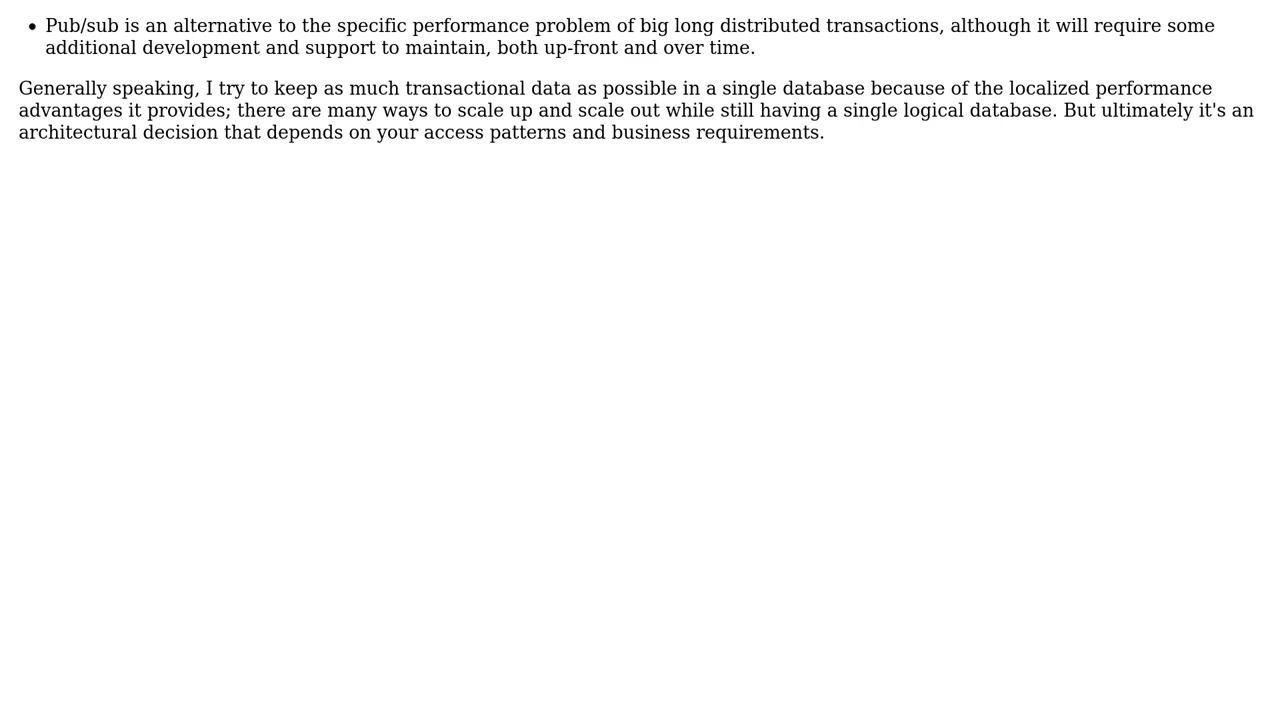 • Pub/sub is an alternative to the specific performance problem of big long distributed transactions, although it will require some
additional development and support to maintain, both up-front and over time.
Generally speaking, I try to keep as much transactional data as possible in a single database because of the localized performance
advantages it provides; there are many ways to scale up and scale out while still having a single logical database. But ultimately it's an
architectural decision that depends on your access patterns and business requirements.